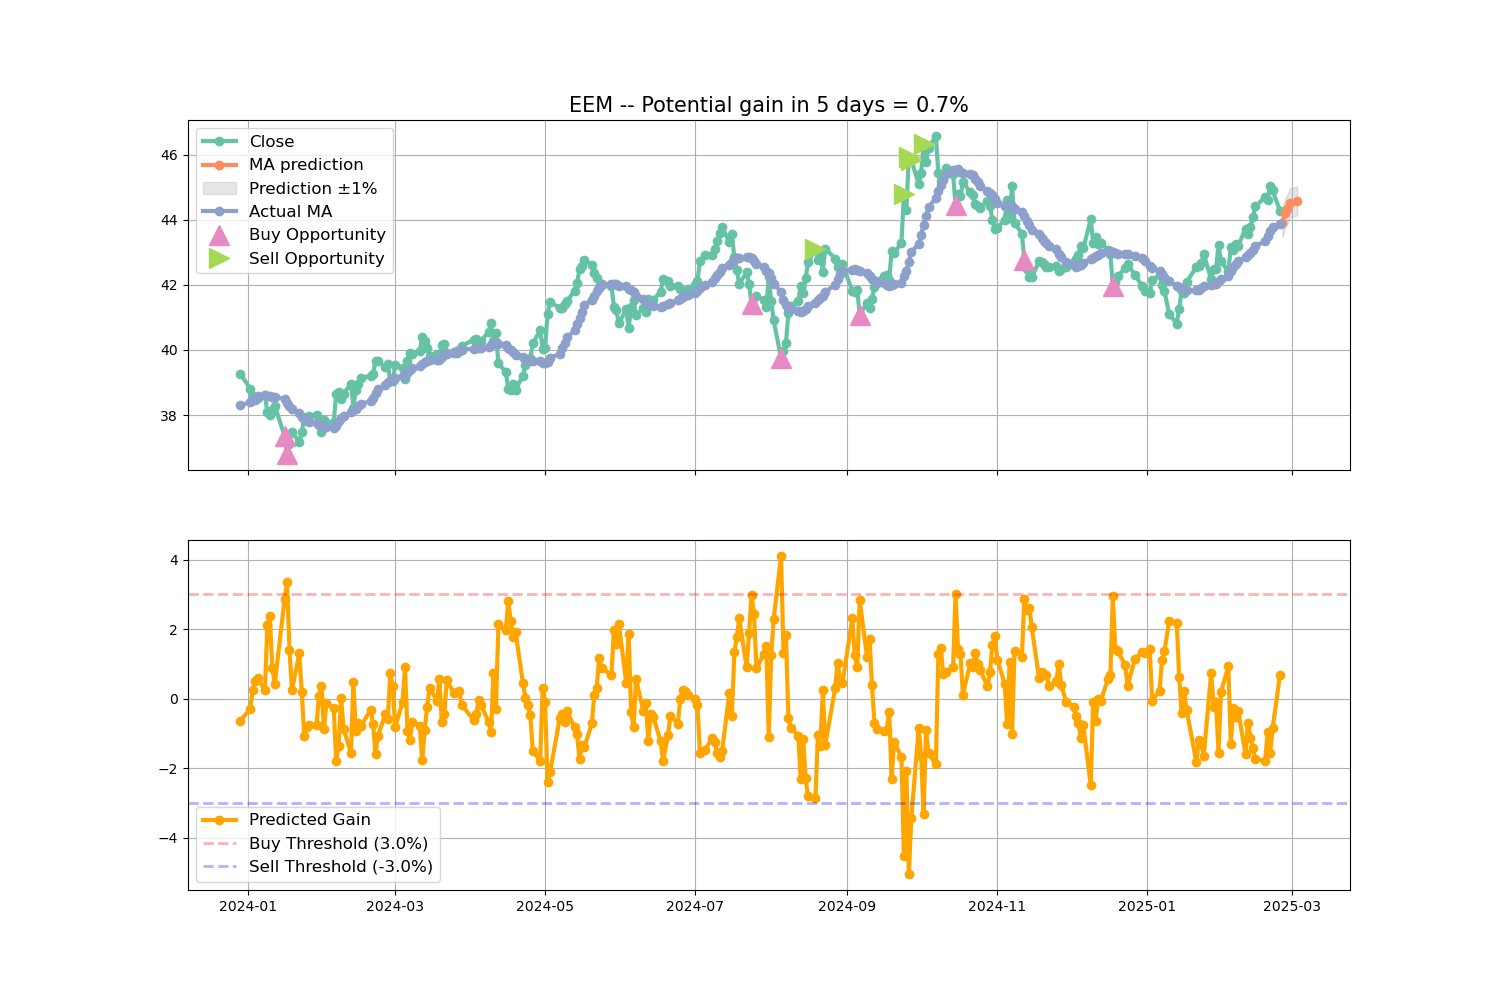 EEM -- Potential gain in 5 days = 0.7%
46
44
42
40
38
Close
MA prediction
Prediction ±1%
Actual MA
Buy Opportunity
Sell Opportunity
4
2
0
−2
−4
Predicted Gain
Buy Threshold (3.0%)
Sell Threshold (-3.0%)
2024-01 2024-03 2024-05 2024-07 2024-09 2024-11 2025-01 2025-03